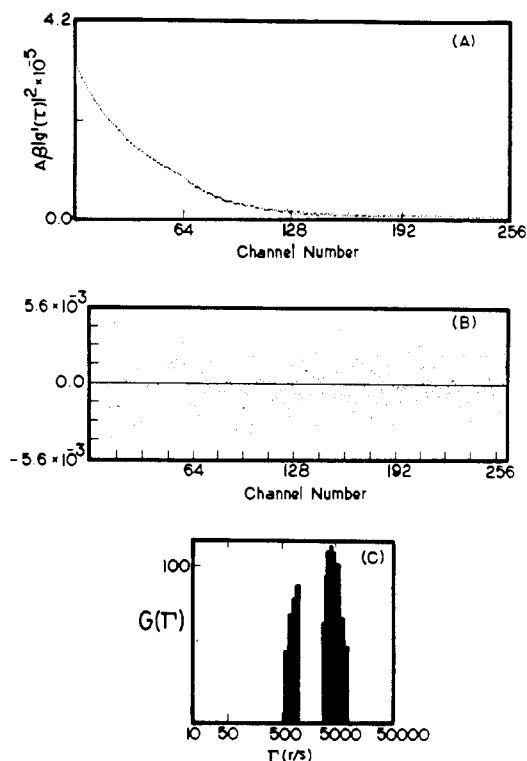 4.2
(A)
Aβ|g'(τ)|²×10⁻⁵
0.0
64
128
192
256
Channel Number
5.6×10⁻³
(B)
0.0
-5.6×10⁻³
64
128
192
256
Channel Number
(C)
100
G(Γ)
10
50
500
5000
50000
Γ(r/s)